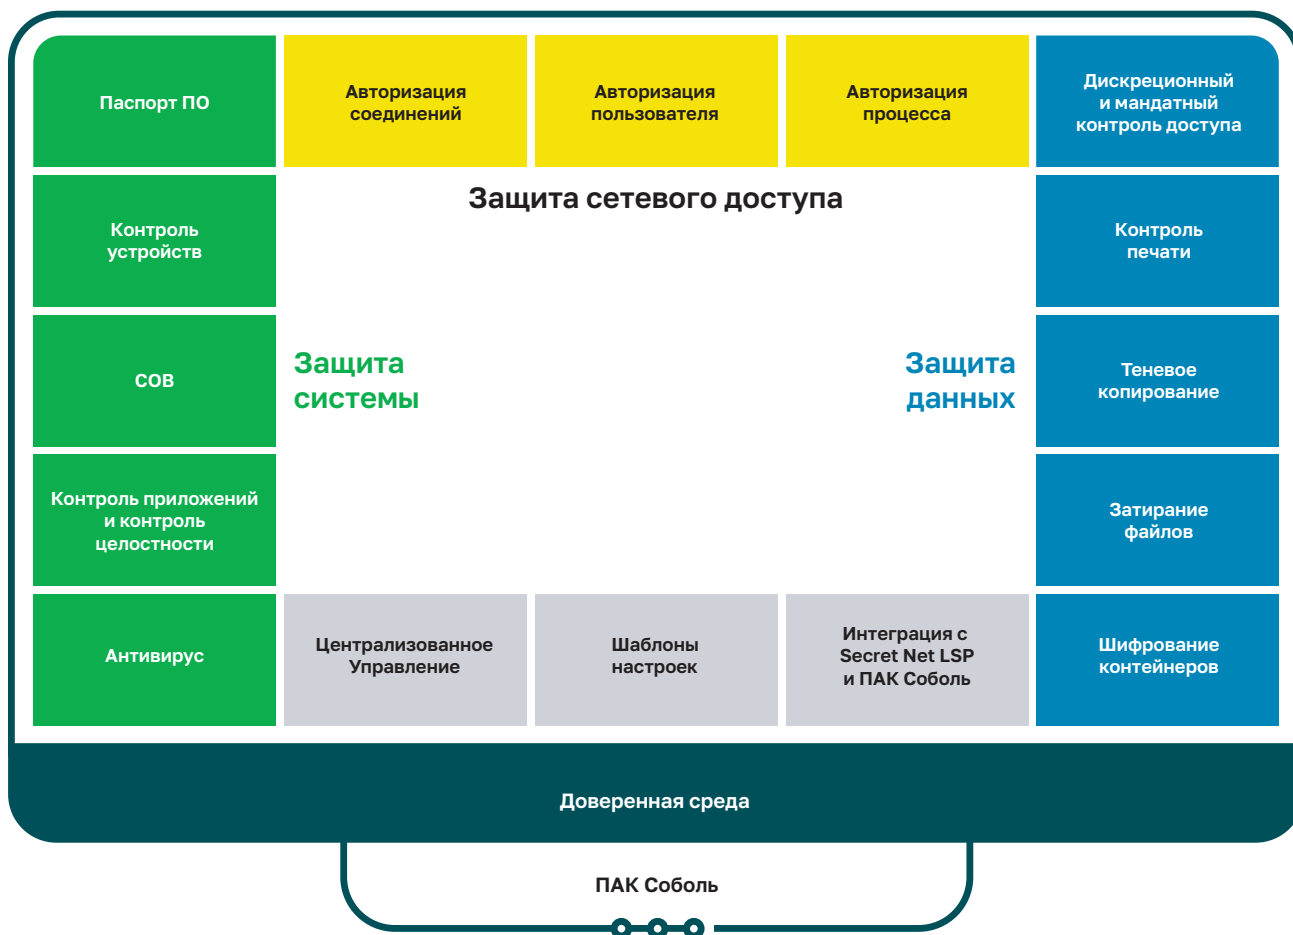 Паспорт ПО
Авторизация
соединений
Авторизация
пользователя
Авторизация
процесса
Дискреционный
и мандатный
контроль доступа
Защита сетевого доступа
Контроль
устройств
Контроль
печати
СОВ
Защита
системы
Защита
данных
Теневое
копирование
Контроль приложений
и контроль
целостности
Затирание
файлов
Антивирус
Централизованное
Управление
Шаблоны
настроек
Интеграция с
Secret Net LSP
и ПАК Соболь
Шифрование
контейнеров
Доверенная среда
ПАК Соболь